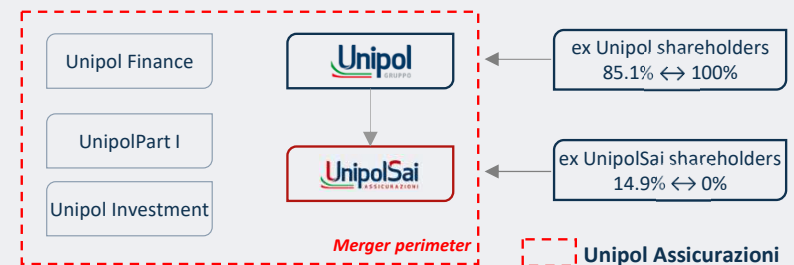 Unipol Finance
Unipol
GRUPPO
ex Unipol shareholders
85.1% ↔ 100%
UnipolPart I
UnipolSai
ASSICURAZIONI
ex UnipolSai shareholders
14.9% ↔ 0%
Unipol Investment
Merger perimeter
Unipol Assicurazioni